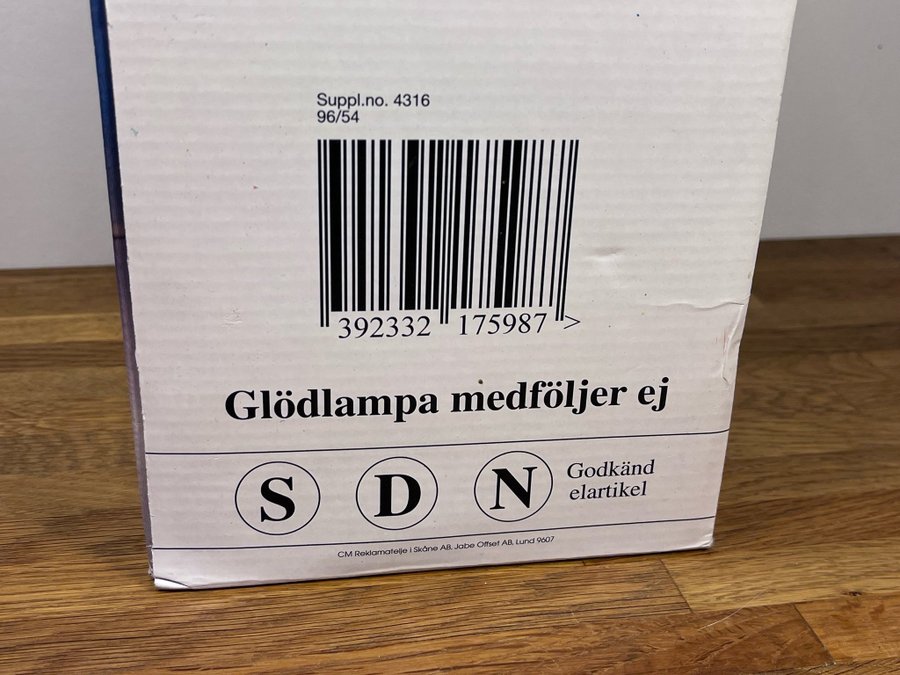 Suppl.no. 4316
96/54
392332 175987 >
Glödlampa medföljer ej
S D N Godkänd
elartikel
CM Reklamatelje i Skåne AB, Jabe Offset AB, Lund 9607